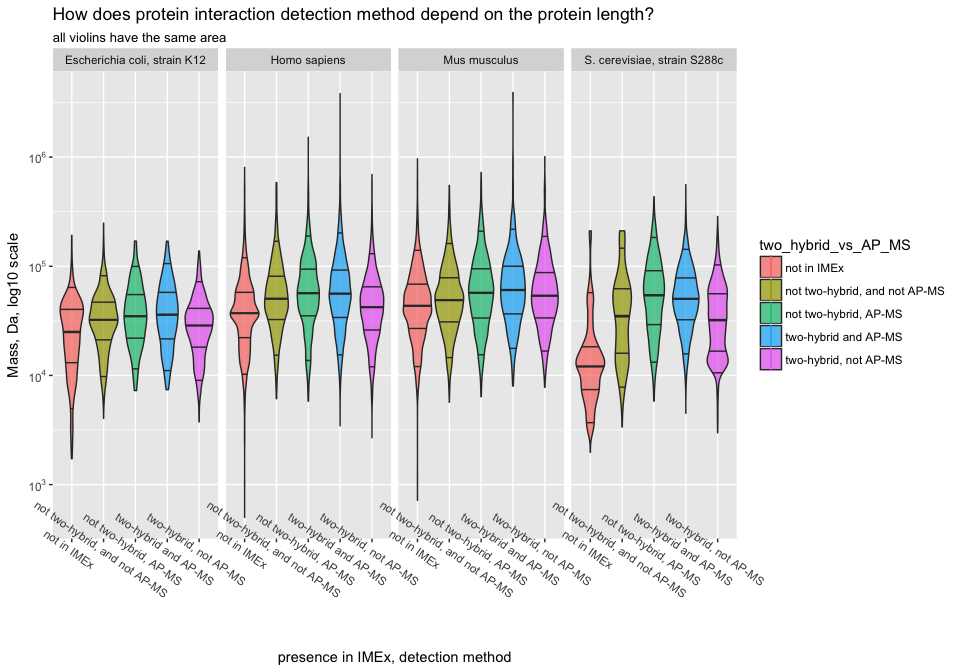 How does protein interaction detection method depend on the protein length?
all violins have the same area
Escherichia coli, strain K12
Homo sapiens
Mus musculus
S. cerevisiae, strain S288c
Mass, Da, log10 scale
10⁶
10⁵
10⁴
10³
not in IMEx
not two-hybrid, and not AP-MS
not two-hybrid, AP-MS
two-hybrid and AP-MS
two-hybrid, not AP-MS
not in IMEx
not two-hybrid, and not AP-MS
not two-hybrid, AP-MS
two-hybrid and AP-MS
two-hybrid, not AP-MS
not in IMEx
not two-hybrid, and not AP-MS
not two-hybrid, AP-MS
two-hybrid and AP-MS
two-hybrid, not AP-MS
not in IMEx
not two-hybrid, and not AP-MS
not two-hybrid, AP-MS
two-hybrid and AP-MS
two-hybrid, not AP-MS
presence in IMEx, detection method
two_hybrid_vs_AP_MS
not in IMEx
not two-hybrid, and not AP-MS
not two-hybrid, AP-MS
two-hybrid and AP-MS
two-hybrid, not AP-MS